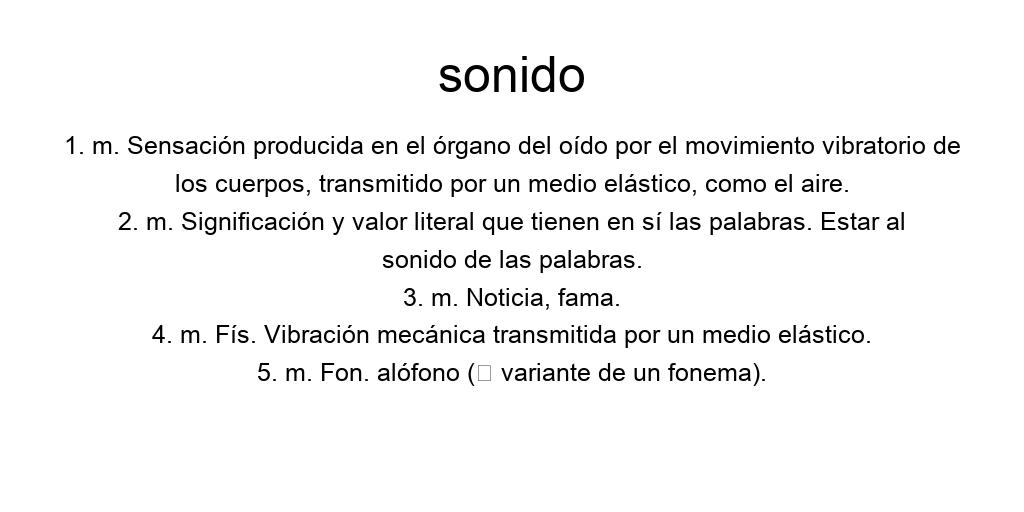 sonido
1. m. Sensación producida en el órgano del oído por el movimiento vibratorio de
los cuerpos, transmitido por un medio elástico, como el aire.
2. m. Significación y valor literal que tienen en sí las palabras. Estar al
sonido de las palabras.
3. m. Noticia, fama.
4. m. Fís. Vibración mecánica transmitida por un medio elástico.
5. m. Fon. alófono (□ variante de un fonema).